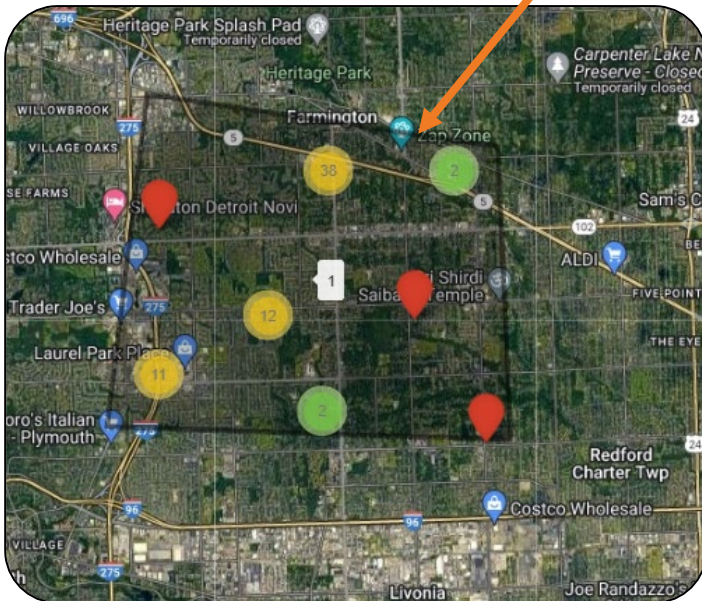 696
Heritage Park Splash Pad
Temporarily closed
Carpenter Lake N
Preserve - Closed
Temporarily closed
Heritage Park
WILLOWBROOK
Farmington
24
275
5
Zap Zone
VILLAGE OAKS
38
2
SE FARMS
5
Sam's C
Detroit Novi
102
BE
stco Wholesale
ALDI
1
ri Shirdi
Saiba
Temple
FIVE POINT
Trader Joe's
275
12
THE EYE
Laurel Park Place
11
2
oro's Italian
- Plymouth
275
24
Redford
Charter Twp
96
Costco Wholesale
96
VILLAGE
275
h
Livonia
Joe Randazzo's